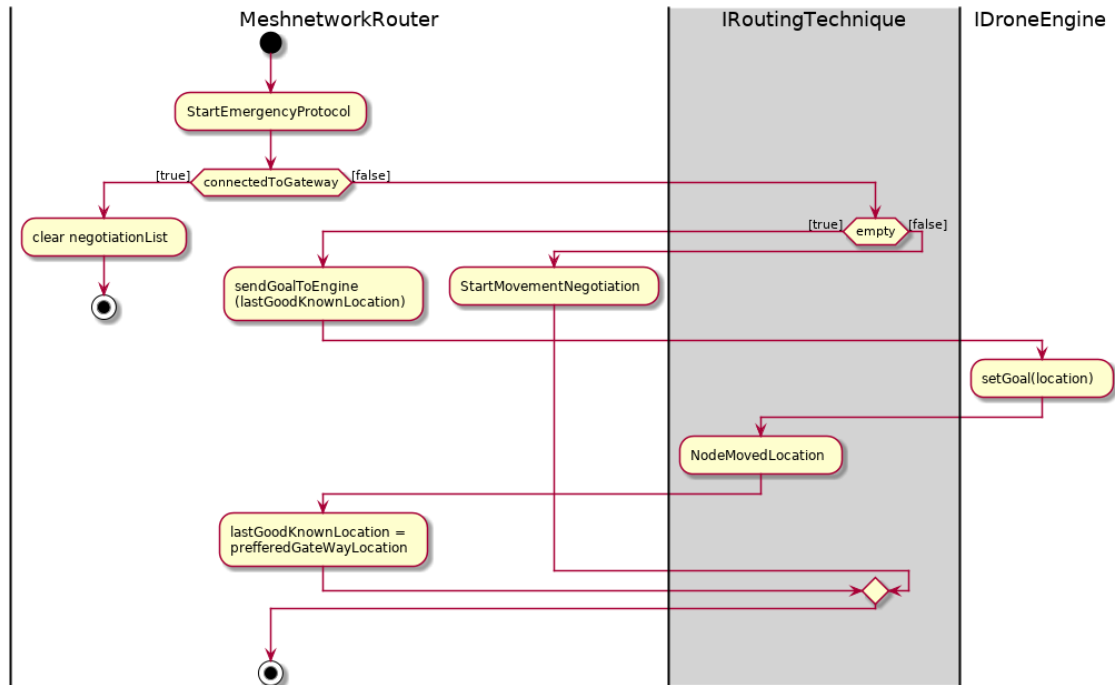 MeshnetworkRouter
IRoutingTechnique
IDroneEngine
StartEmergencyProtocol
[true]
connectedToGateway
[false]
clear negotiationList
[true]
empty
[false]
sendGoalToEngine
(lastGoodKnownLocation)
StartMovementNegotiation
setGoal(location)
NodeMovedLocation
lastGoodKnownLocation =
prefferedGateWayLocation